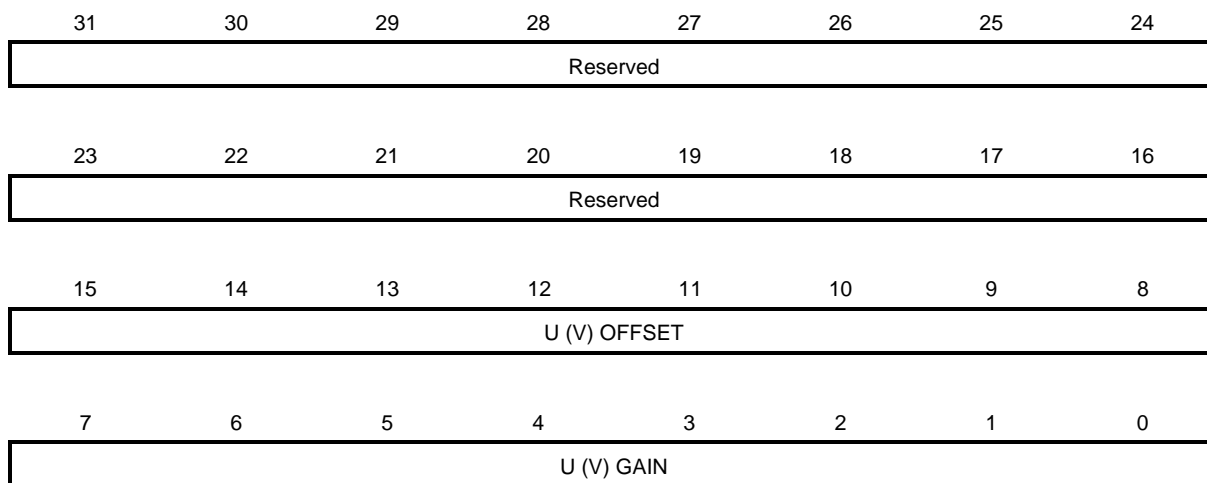 31 30 29 28 27 26 25 24
Reserved
23 22 21 20 19 18 17 16
Reserved
15 14 13 12 11 10 9 8
U (V) OFFSET
7 6 5 4 3 2 1 0
U (V) GAIN